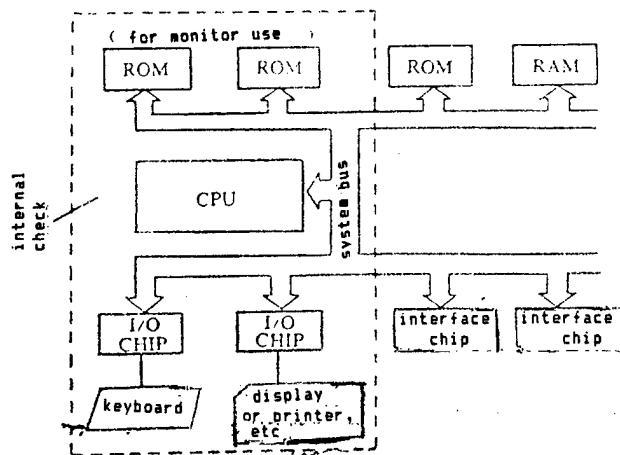 ( for monitor use )
ROM ROM ROM RAM
CPU
system bus
internal
check
I/O
CHIP
I/O
CHIP
interface
chip
interface
chip
keyboard
display
or printer,
etc